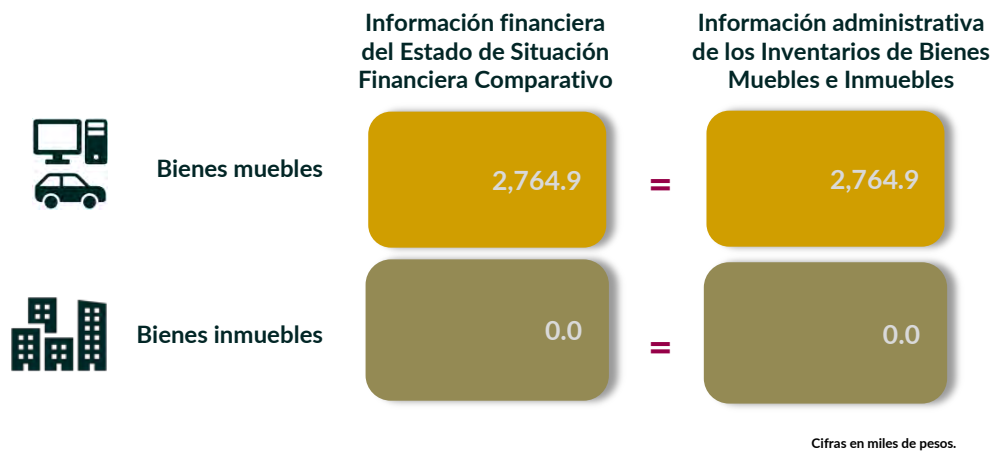 Información financiera
del Estado de Situación
Financiera Comparativo
Información administrativa
de los Inventarios de Bienes
Muebles e Inmuebles
Bienes muebles
2,764.9
=
2,764.9
Bienes inmuebles
0.0
=
0.0
Cifras en miles de pesos.